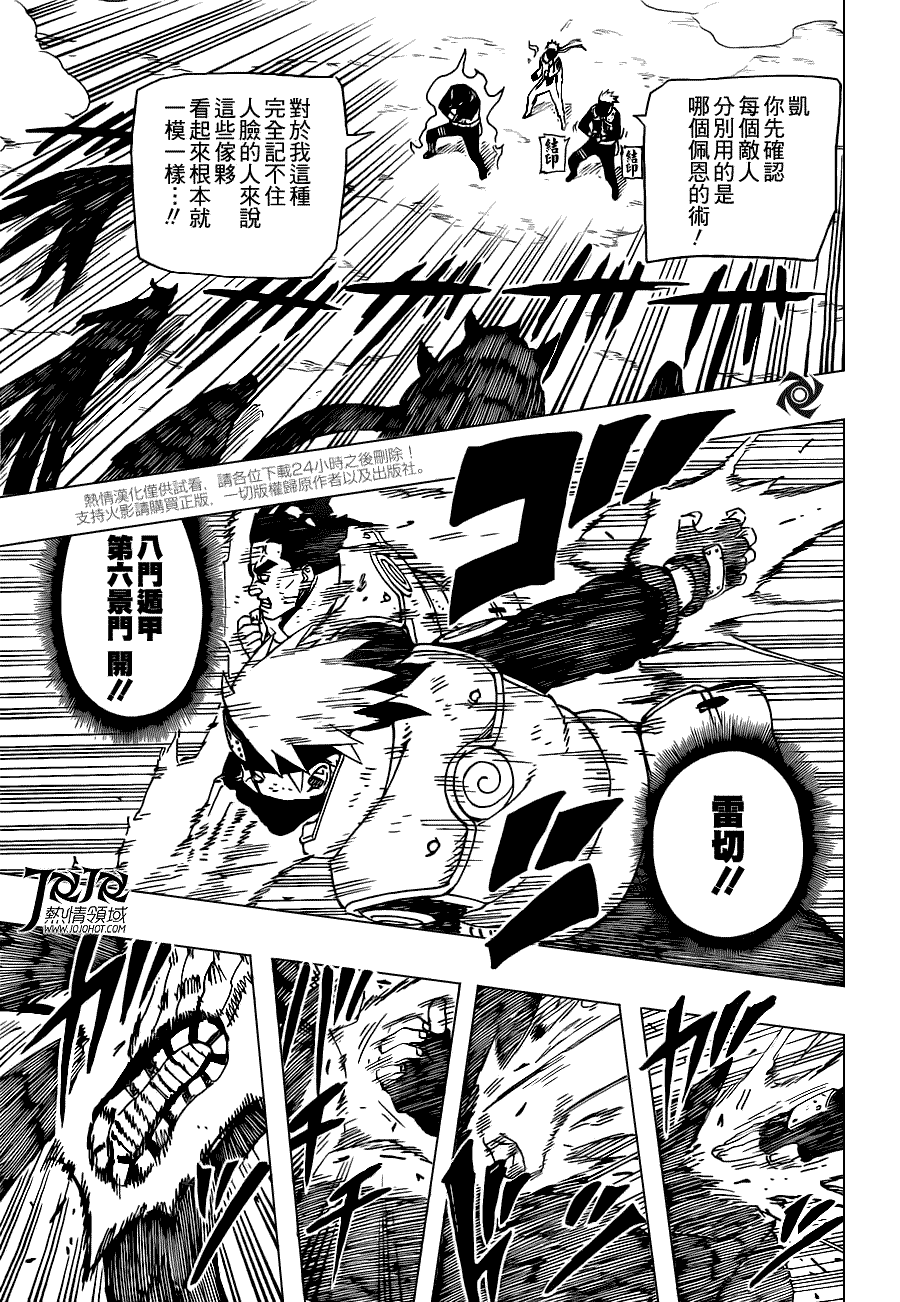 凱
你先確認
每個敵人
分別用的是
哪個佩恩的術！
對於我這種
完全記不住
人臉的人來說
這些傢夥
看起來根本就
一模一樣…!!
結印
結印
ゴゴ
熱情漢化僅供試看，請各位下載24小時之後刪除！
支持火影請購買正版，一切版權歸原作者以及出版社。
八門遁甲
第六景門 開!!
雷切!!
JOJO
熱情領域
WWW.JOJOHOT.COM